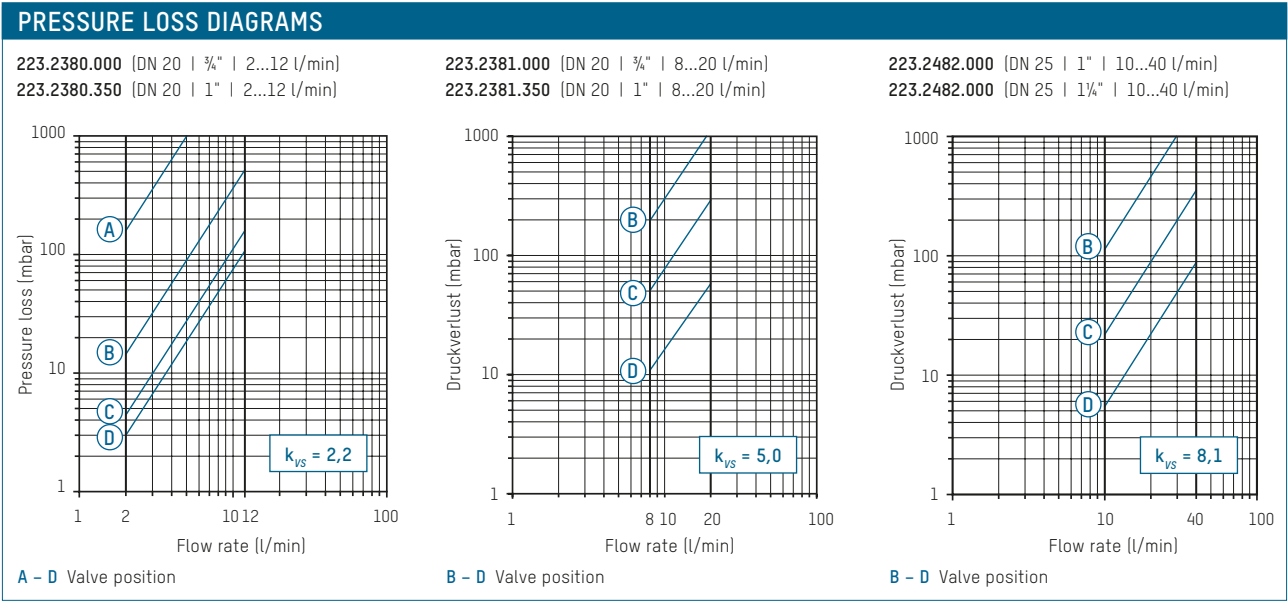 PRESSURE LOSS DIAGRAMS
223.2380.000 (DN 20 | ¾" | 2...12 l/min)
223.2380.350 (DN 20 | 1" | 2...12 l/min)
1000
100
10
1
Pressure loss (mbar)
A
B
C
D
k_vs = 2,2
1 2 10 12 100
Flow rate (l/min)
A – D Valve position
223.2381.000 (DN 20 | ¾" | 8...20 l/min)
223.2381.350 (DN 20 | 1" | 8...20 l/min)
1000
100
10
1
Druckverlust (mbar)
B
C
D
k_vs = 5,0
1 8 10 20 100
Flow rate (l/min)
B – D Valve position
223.2482.000 (DN 25 | 1" | 10...40 l/min)
223.2482.000 (DN 25 | 1¼" | 10...40 l/min)
1000
100
10
1
Druckverlust (mbar)
B
C
D
k_vs = 8,1
1 10 40 100
Flow rate (l/min)
B – D Valve position